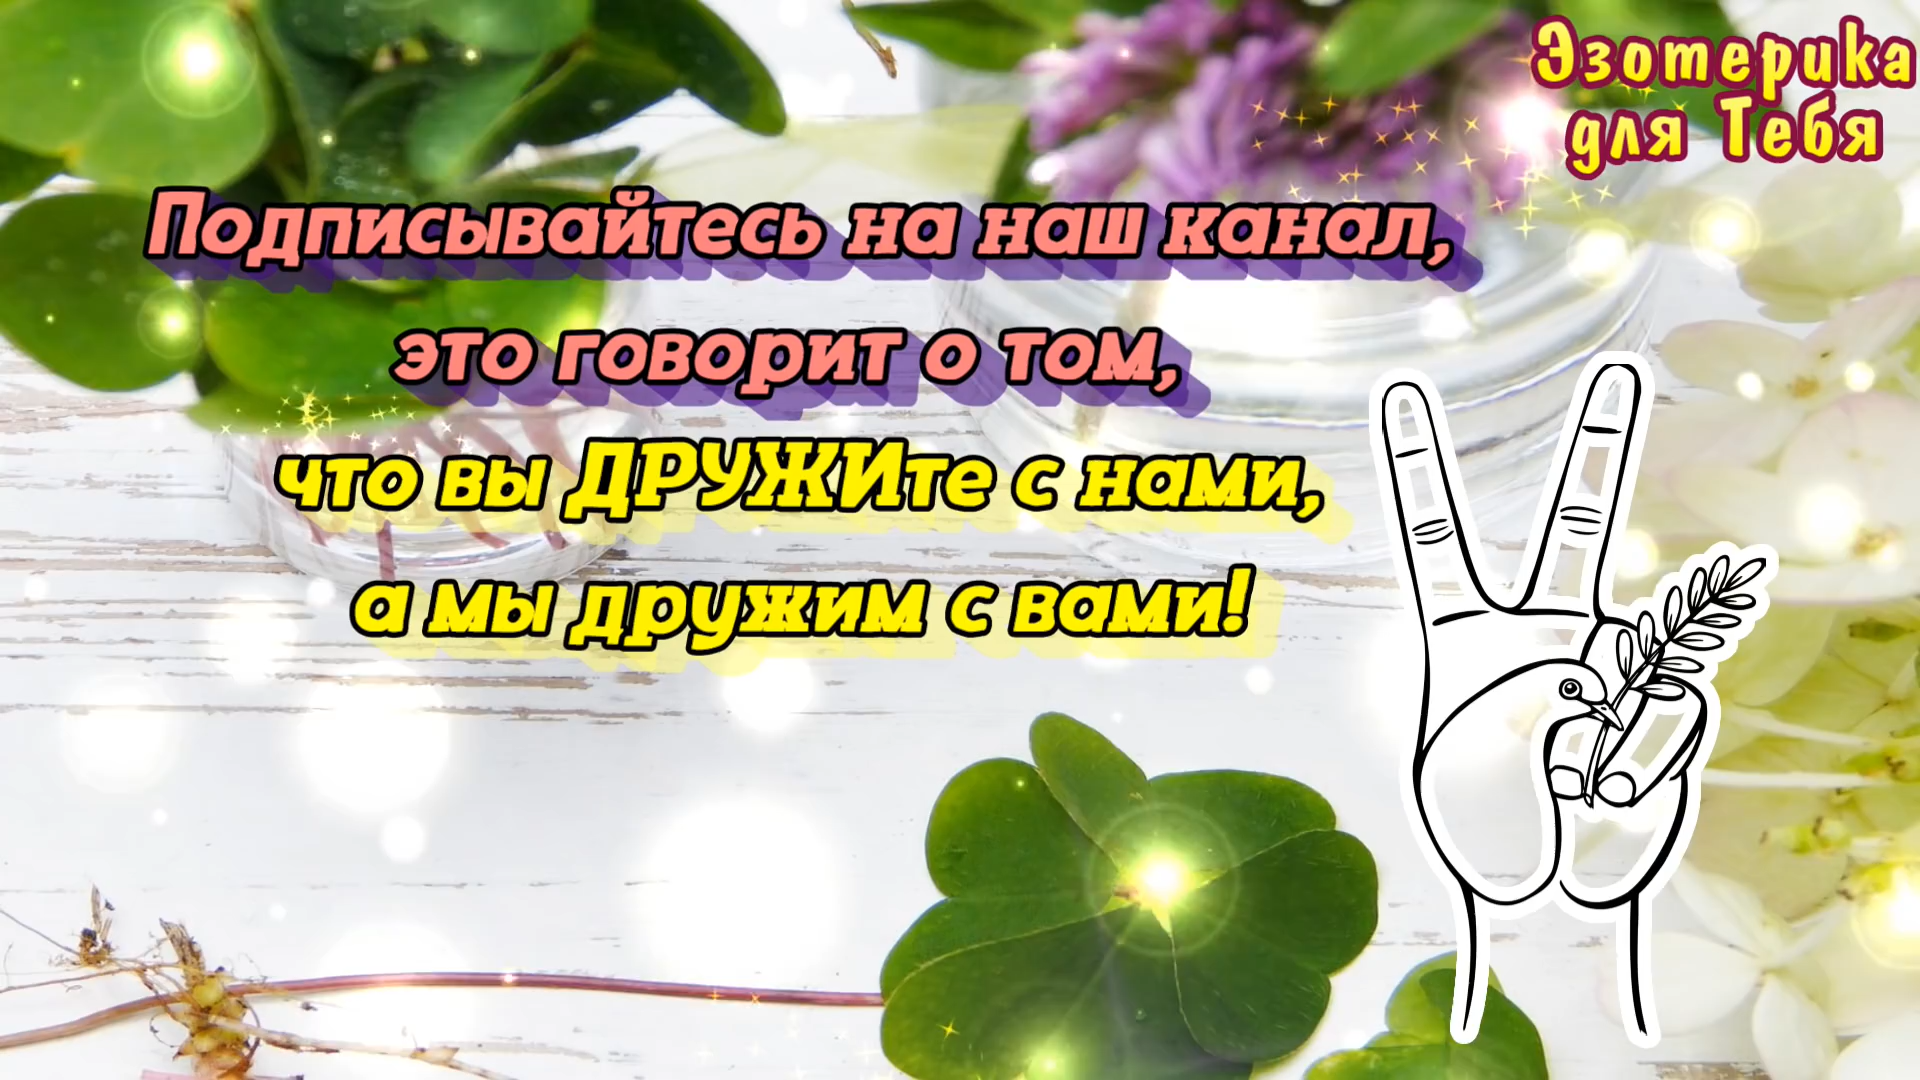 Эзотерика
для Тебя
Подписывайтесь на наш канал,
это говорит о том,
что вы ДРУЖИте с нами,
а мы дружим с вами!